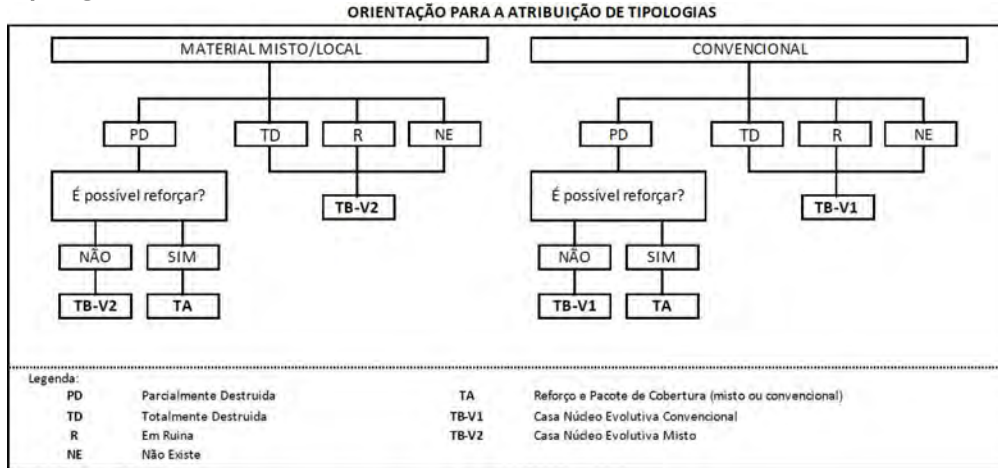 ORIENTAÇÃO PARA A ATRIBUIÇÃO DE TIPOLOGIAS
MATERIAL MISTO/LOCAL
CONVENCIONAL
PD TD R NE
PD TD R NE
É possível reforçar?
TB-V2
É possível reforçar?
TB-V1
NÃO SIM
NÃO SIM
TB-V2 TA
TB-V1 TA
Legenda:
PD Parcialmente Destruida
TA Reforço e Pacote de Cobertura (misto ou convencional)
TD Totalmente Destruida
TB-V1 Casa Núcleo Evolutiva Convencional
R Em Ruina
TB-V2 Casa Núcleo Evolutiva Misto
NE Não Existe